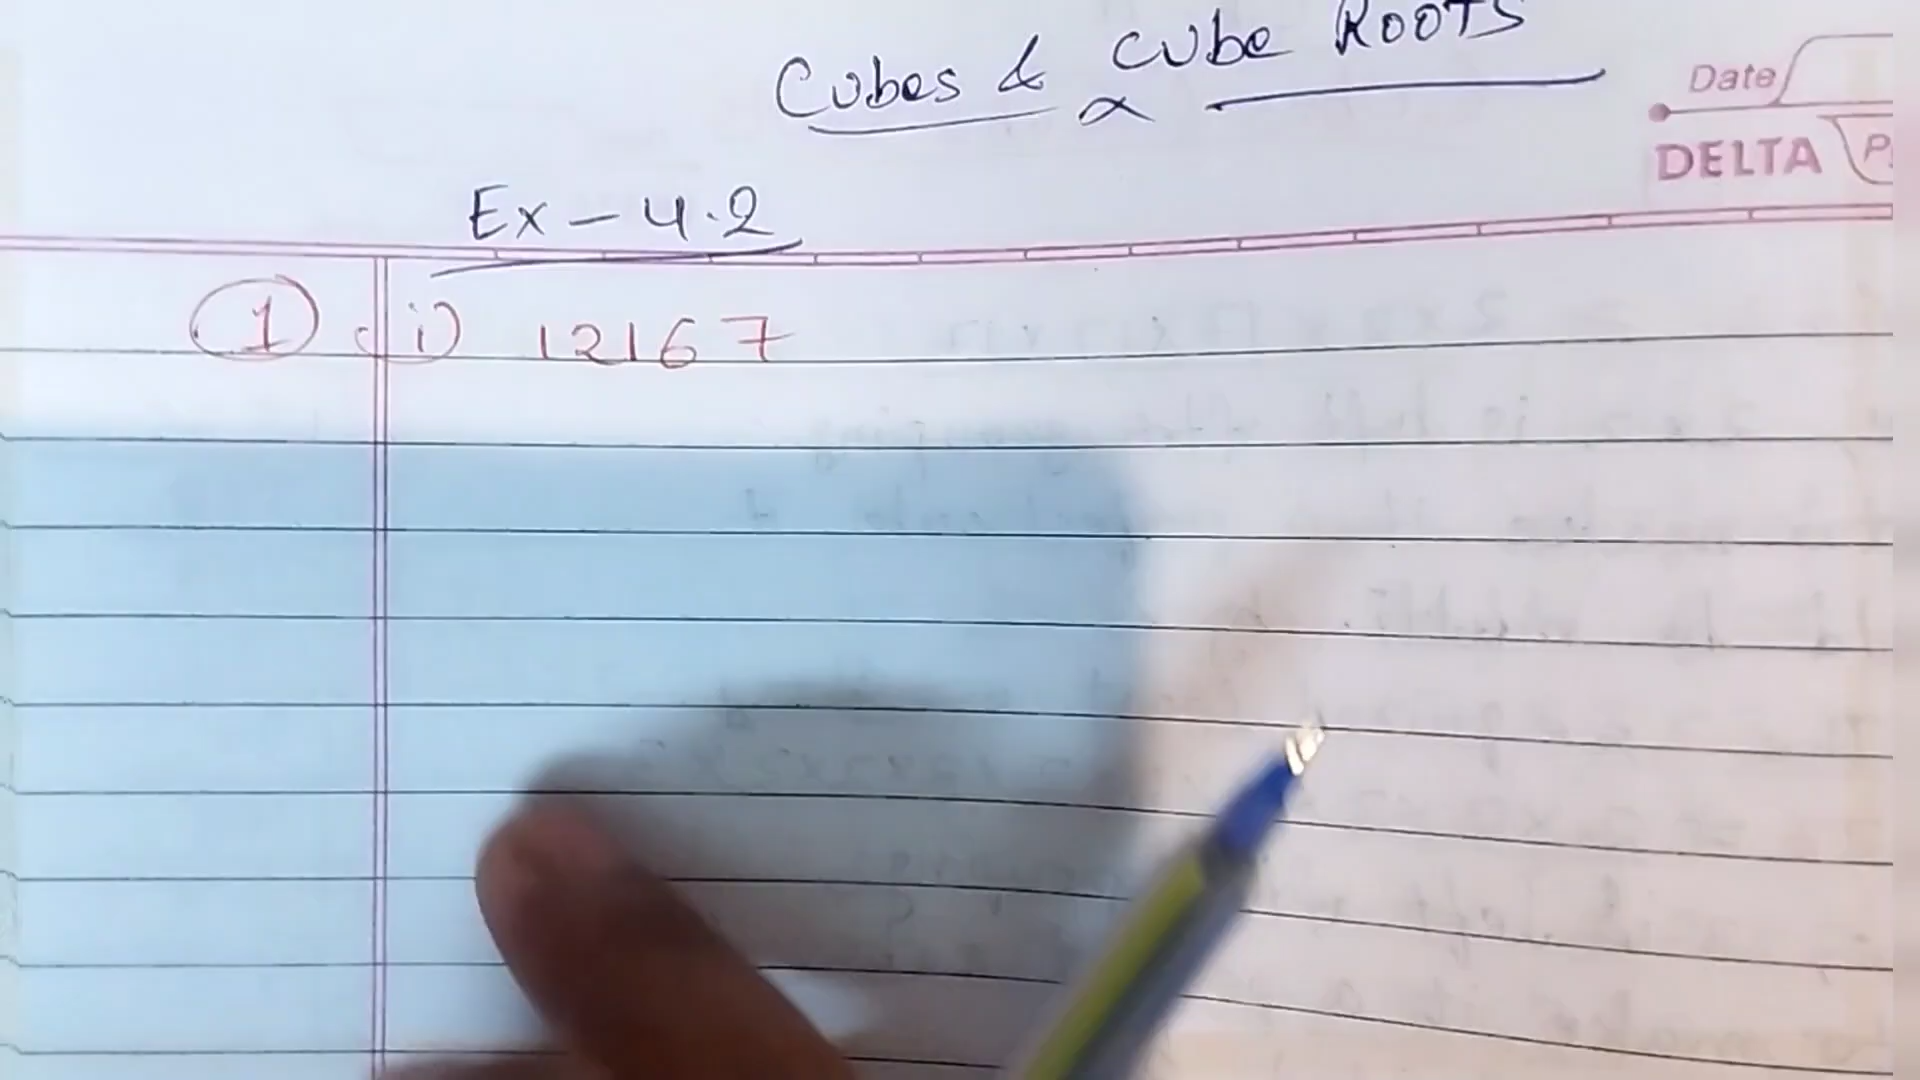 Cubes & Cube ROOTS
Date
DELTA
Ex - 4.2
1 i) 12167